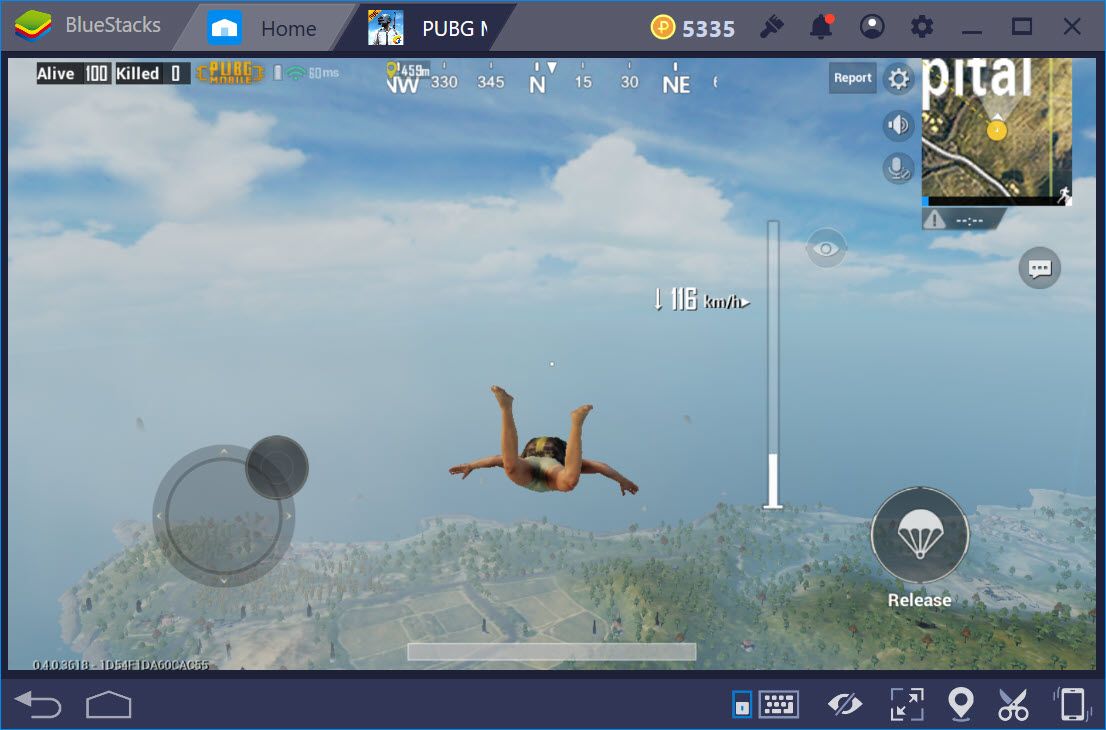 BlueStacks
Home
PUBG M
5335
Alive 100 Killed 0
PUBG
MOBILE
60ms
459m
NW 330 345 N 15 30 NE
Report
pital
--:--
116 km/h
Release
0.4.0.3618 - 1D54F1DA60CAC55